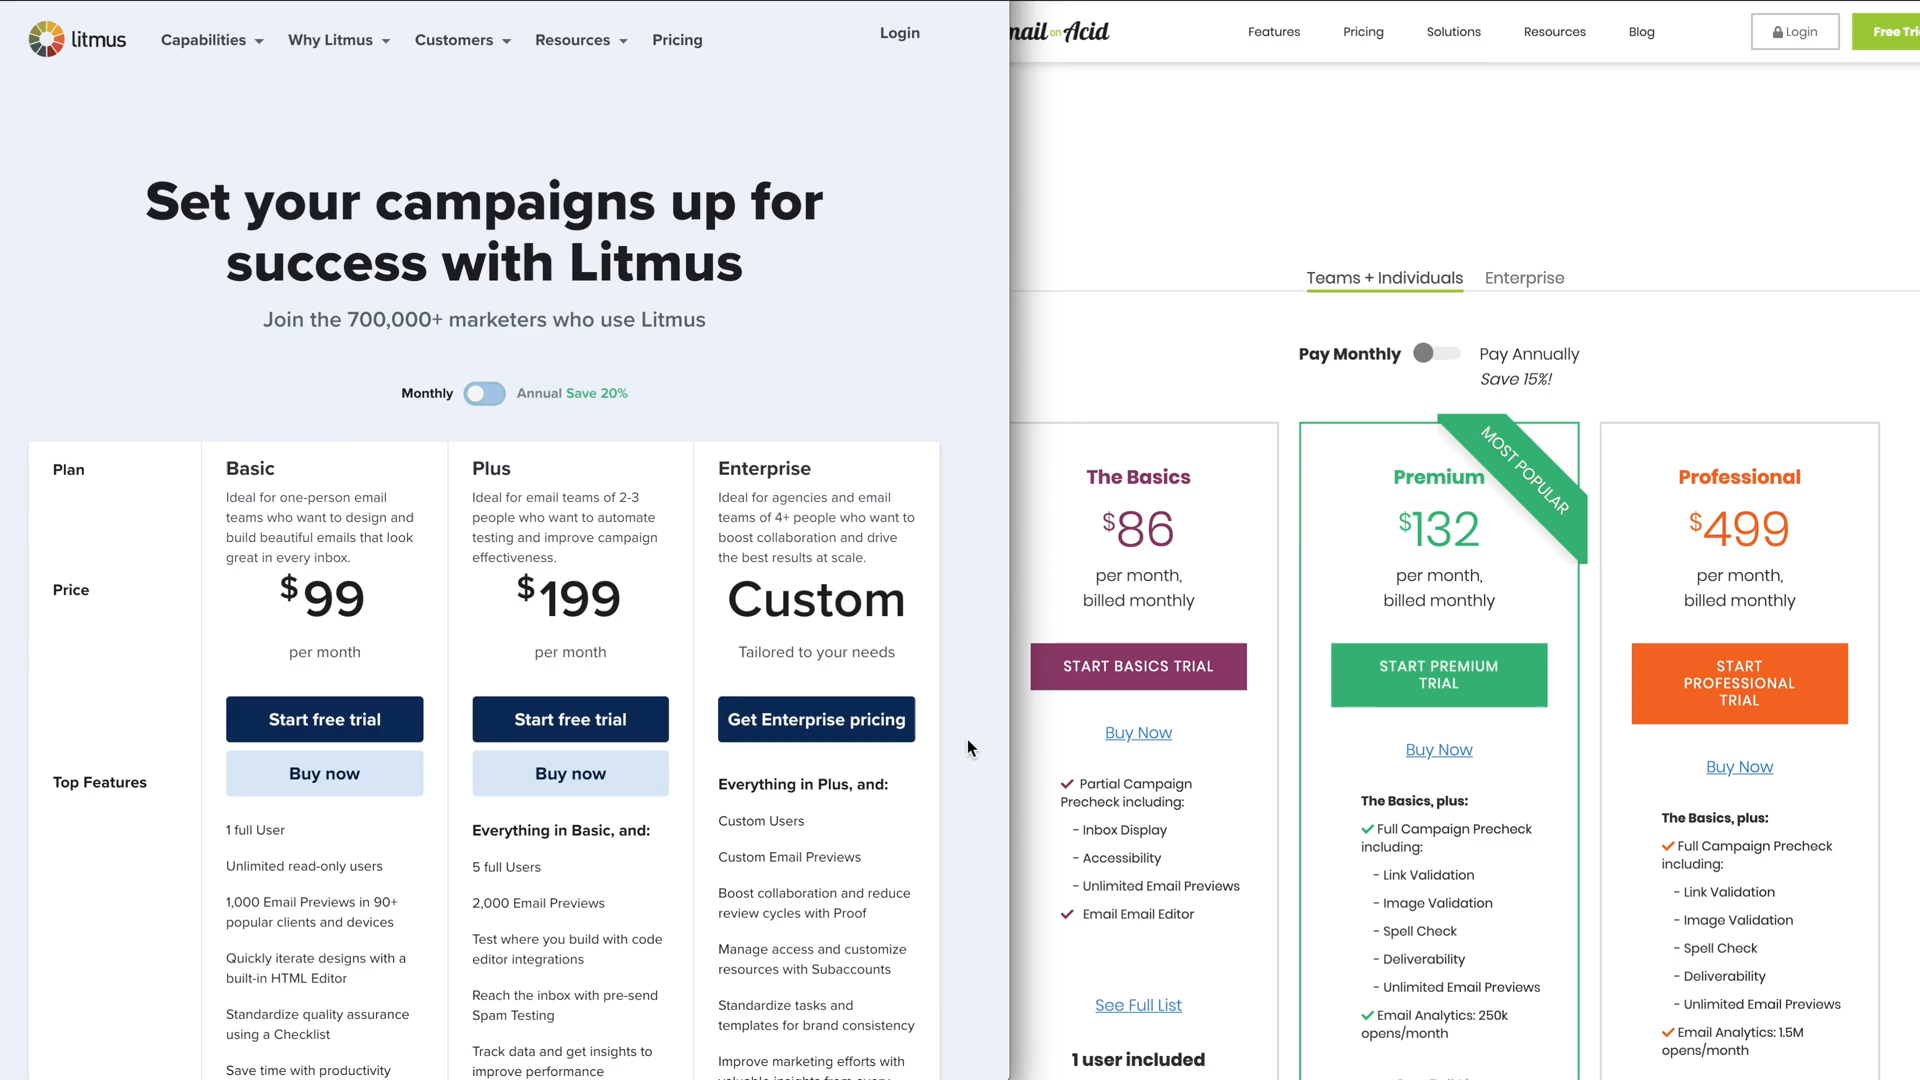 litmus
Capabilities
Why Litmus
Customers
Resources
Pricing
Login
Set your campaigns up for
success with Litmus
Join the 700,000+ marketers who use Litmus
Monthly
Annual Save 20%
Plan
Basic
Ideal for one-person email
teams who want to design and
build beautiful emails that look
great in every inbox.
Plus
Ideal for email teams of 2-3
people who want to automate
testing and improve campaign
effectiveness.
Enterprise
Ideal for agencies and email
teams of 4+ people who want to
boost collaboration and drive
the best results at scale.
Price
$99
per month
$199
per month
Custom
Tailored to your needs
Start free trial
Buy now
Start free trial
Buy now
Get Enterprise pricing
Top Features
1 full User
Unlimited read-only users
1,000 Email Previews in 90+
popular clients and devices
Quickly iterate designs with a
built-in HTML Editor
Standardize quality assurance
using a Checklist
Save time with productivity
Everything in Basic, and:
5 full Users
2,000 Email Previews
Test where you build with code
editor integrations
Reach the inbox with pre-send
Spam Testing
Track data and get insights to
improve performance
Everything in Plus, and:
Custom Users
Custom Email Previews
Boost collaboration and reduce
review cycles with Proof
Manage access and customize
resources with Subaccounts
Standardize tasks and
templates for brand consistency
Improve marketing efforts with
mail on Acid
Features
Pricing
Solutions
Resources
Blog
Login
Free Tri
Teams + Individuals
Enterprise
Pay Monthly
Pay Annually
Save 15%!
The Basics
$86
per month,
billed monthly
START BASICS TRIAL
Buy Now
Partial Campaign
Precheck including:
- Inbox Display
- Accessibility
- Unlimited Email Previews
Email Email Editor
See Full List
1 user included
MOST POPULAR
Premium
$132
per month,
billed monthly
START PREMIUM
TRIAL
Buy Now
The Basics, plus:
Full Campaign Precheck
including:
- Link Validation
- Image Validation
- Spell Check
- Deliverability
- Unlimited Email Previews
Email Analytics: 250k
opens/month
Professional
$499
per month,
billed monthly
START
PROFESSIONAL
TRIAL
Buy Now
The Basics, plus:
Full Campaign Precheck
including:
- Link Validation
- Image Validation
- Spell Check
- Deliverability
- Unlimited Email Previews
Email Analytics: 1.5M
opens/month